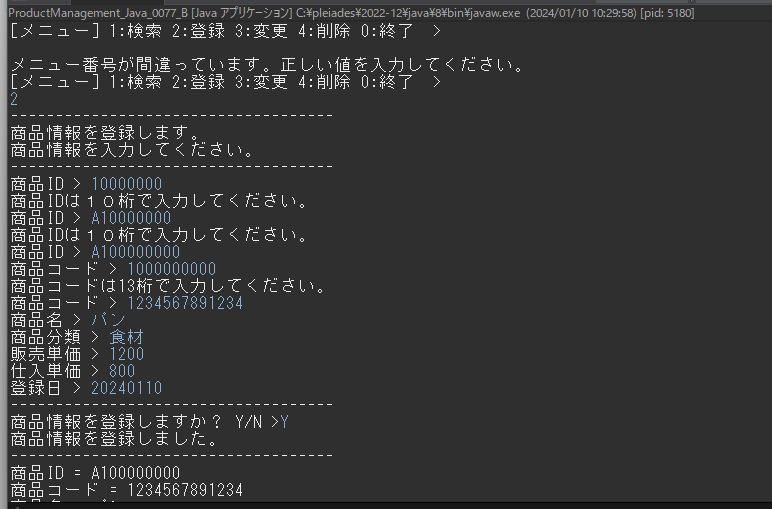 ProductManagement_Java_0077_B [Java アプリケーション] C:¥pleiades¥2022-12¥java¥8¥bin¥javaw.exe (2024/01/10 10:29:58) [pid: 5180]
[メニュー] 1:検索 2:登録 3:変更 4:削除 0:終了 >
メニュー番号が間違っています。正しい値を入力してください。
[メニュー] 1:検索 2:登録 3:変更 4:削除 0:終了 >
2
------------------------------------
商品情報を登録します。
商品情報を入力してください。
------------------------------------
商品ID > 10000000
商品IDは１０桁で入力してください。
商品ID > A10000000
商品IDは１０桁で入力してください。
商品ID > A100000000
商品コード > 1000000000
商品コードは13桁で入力してください。
商品コード > 1234567891234
商品名 > パン
商品分類 > 食材
販売単価 > 1200
仕入単価 > 800
登録日 > 20240110
------------------------------------
商品情報を登録しますか？ Y/N >Y
商品情報を登録しました。
------------------------------------
商品ID = A100000000
商品コード = 1234567891234